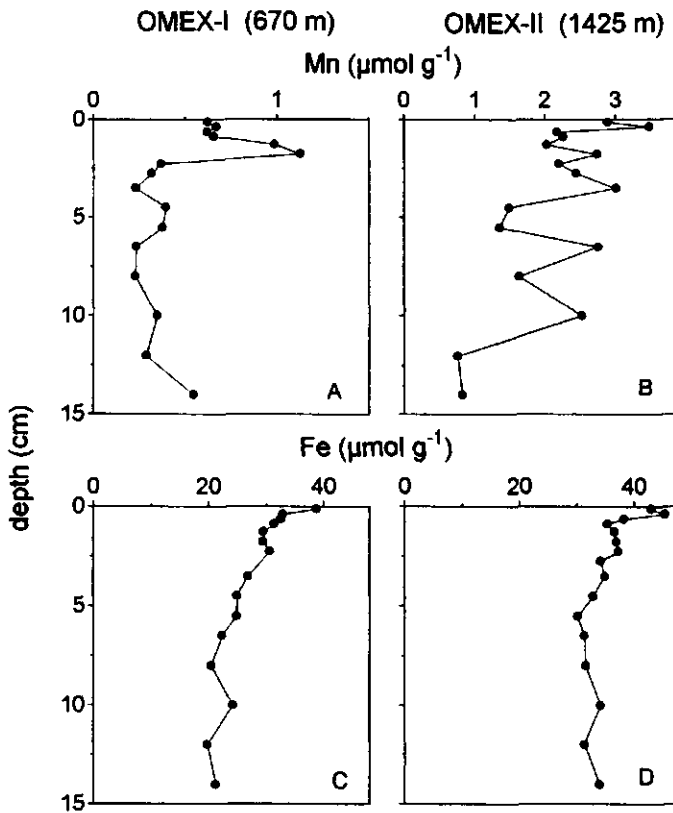 OMEX-I (670 m) OMEX-II (1425 m)
Mn (µmol g⁻¹)
0 1 0 1 2 3
0
5
10
15
A B
Fe (µmol g⁻¹)
0 20 40 0 20 40
0
5
10
15
C D
depth (cm)